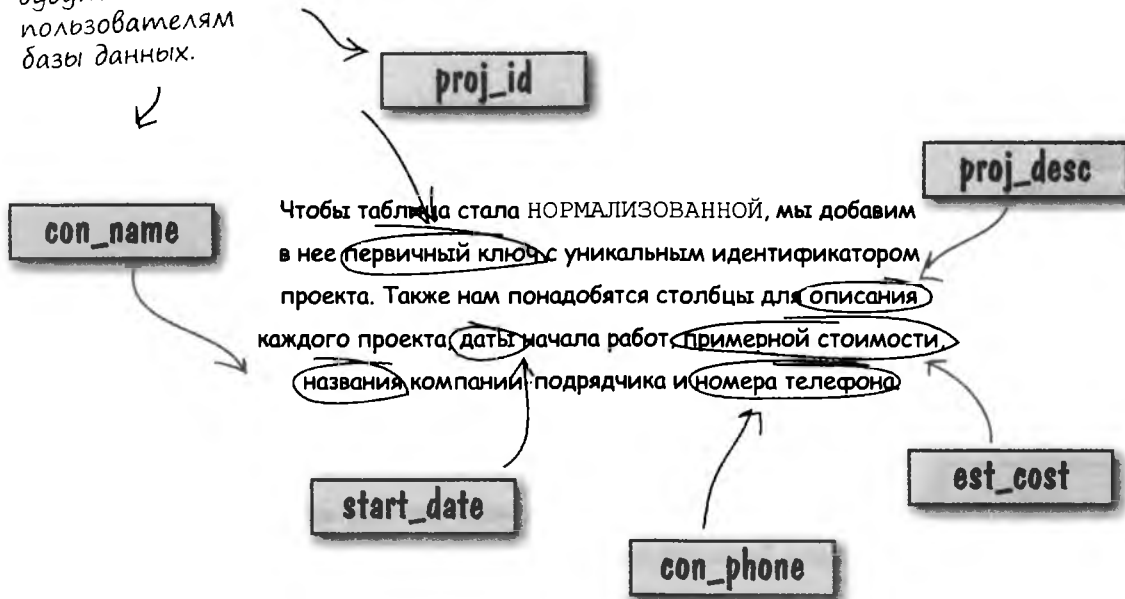 пользователям
базы данных.
proj_id
proj_desc
con_name
Чтобы таблица стала НОРМАЛИЗОВАННОЙ, мы добавим
в нее первичный ключ с уникальным идентификатором
проекта. Также нам понадобятся столбцы для описания
каждого проекта, даты начала работ, примерной стоимости,
названия компании подрядчика и номера телефона.
est_cost
start_date
con_phone